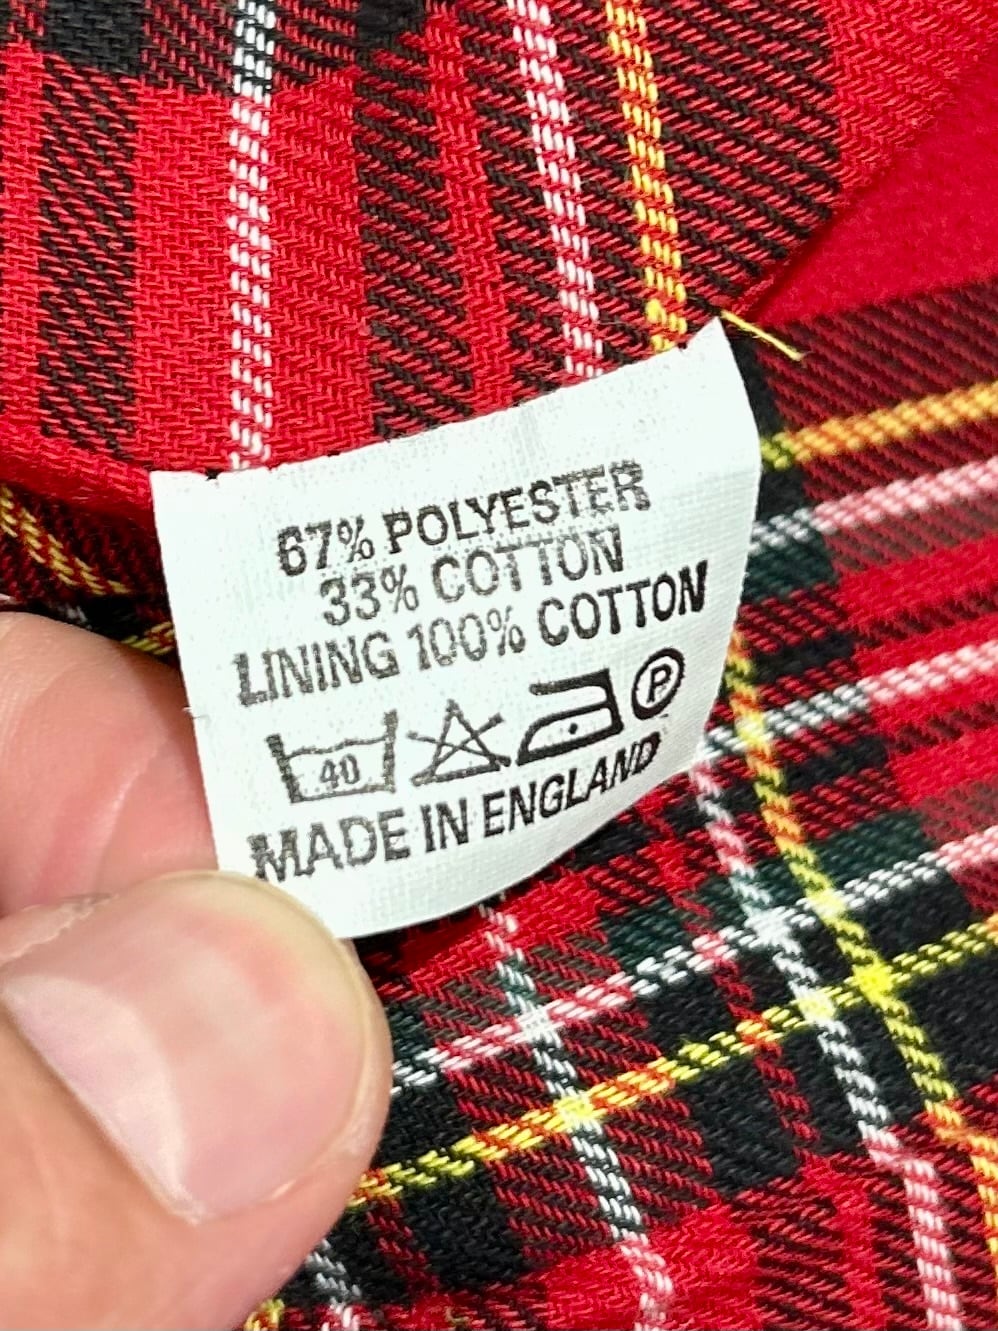 67% POLYESTER
33% COTTON
LINING 100% COTTON
40 P
MADE IN ENGLAND